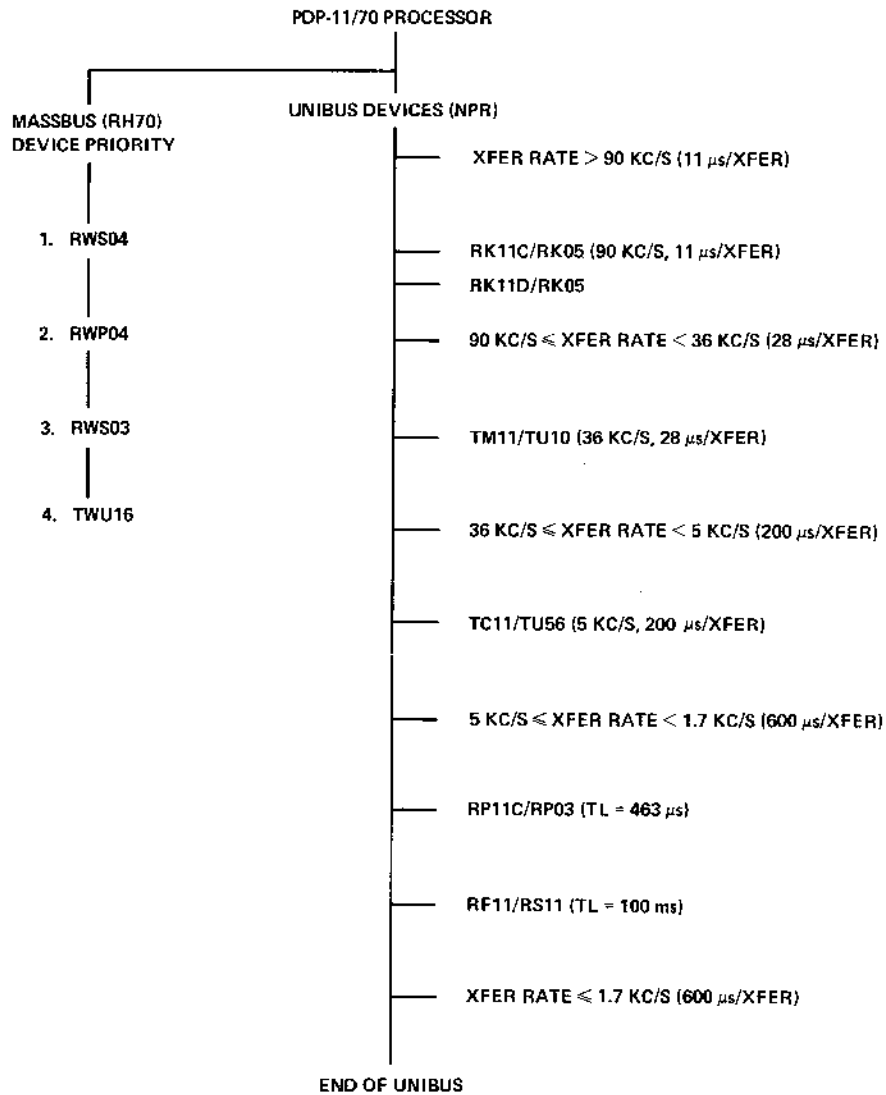 PDP-11/70 PROCESSOR
MASSBUS (RH70)
DEVICE PRIORITY
1. RWS04
2. RWP04
3. RWS03
4. TWU16
UNIBUS DEVICES (NPR)
XFER RATE > 90 KC/S (11 μs/XFER)
RK11C/RK05 (90 KC/S, 11 μs/XFER)
RK11D/RK05
90 KC/S ⩽ XFER RATE < 36 KC/S (28 μs/XFER)
TM11/TU10 (36 KC/S, 28 μs/XFER)
36 KC/S ⩽ XFER RATE < 5 KC/S (200 μs/XFER)
TC11/TU56 (5 KC/S, 200 μs/XFER)
5 KC/S ⩽ XFER RATE < 1.7 KC/S (600 μs/XFER)
RP11C/RP03 (TL = 463 μs)
RF11/RS11 (TL = 100 ms)
XFER RATE ⩽ 1.7 KC/S (600 μs/XFER)
END OF UNIBUS